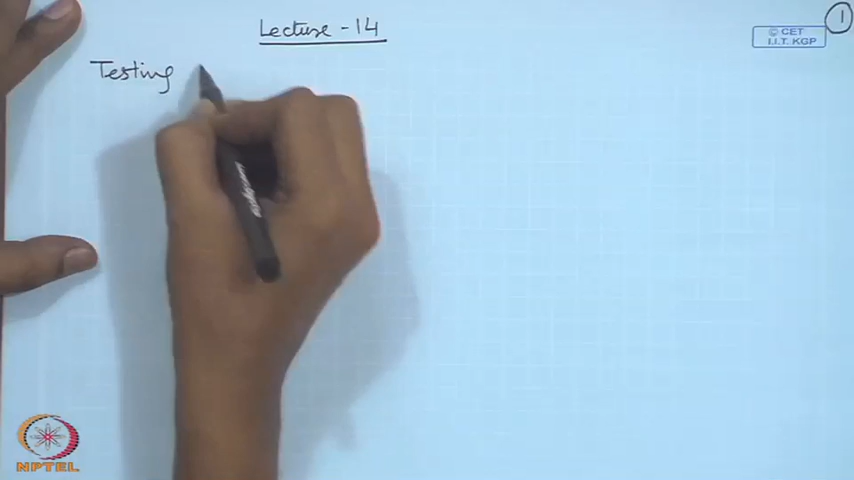 Lecture - 14
1
© CET
I.I.T. KGP
Testing
NPTEL